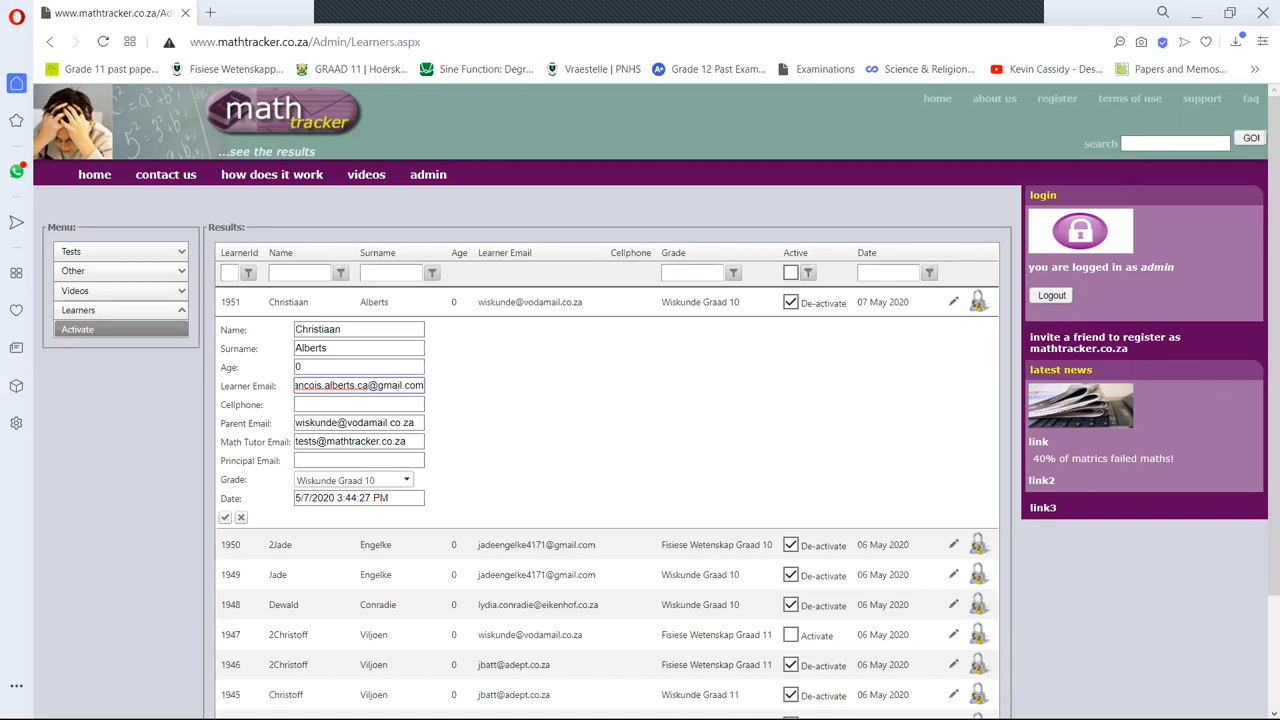 www.mathtracker.co.za/Ad
www.mathtracker.co.za/Admin/Learners.aspx
Grade 11 past pape... Fisiese Wetenskapp... GRAAD 11 | Hoërsk... Sine Function: Degr... Vraestelle | PNHS Grade 12 Past Exam... Examinations Science & Religion... Kevin Cassidy - Des... Papers and Memos...
math
tracker
...see the results
home about us register terms of use support faq
search GO!
home contact us how does it work videos admin
Menu:
Tests
Other
Videos
Learners
Activate
Results:
LearnerId Name Surname Age Learner Email Cellphone Grade Active Date
1951 Christiaan Alberts 0 wiskunde@vodamail.co.za Wiskunde Graad 10 De-activate 07 May 2020
Name: Christiaan
Surname: Alberts
Age: 0
Learner Email: ancois.alberts.ca@gmail.com
Cellphone:
Parent Email: wiskunde@vodamail.co.za
Math Tutor Email: tests@mathtracker.co.za
Principal Email:
Grade: Wiskunde Graad 10
Date: 5/7/2020 3:44:27 PM
1950 2Jade Engelke 0 jadeengelke4171@gmail.com Fisiese Wetenskap Graad 10 De-activate 06 May 2020
1949 Jade Engelke 0 jadeengelke4171@gmail.com Wiskunde Graad 10 De-activate 06 May 2020
1948 Dewald Conradie 0 lydia.conradie@eikenhof.co.za Wiskunde Graad 10 De-activate 06 May 2020
1947 2Christoff Viljoen 0 wiskunde@vodamail.co.za Fisiese Wetenskap Graad 11 Activate 06 May 2020
1946 2Christoff Viljoen 0 jbatt@adept.co.za Fisiese Wetenskap Graad 11 De-activate 06 May 2020
1945 Christoff Viljoen 0 jbatt@adept.co.za Wiskunde Graad 11 De-activate 06 May 2020
login
you are logged in as admin
Logout
invite a friend to register as
mathtracker.co.za
latest news
link
40% of matrics failed maths!
link2
link3